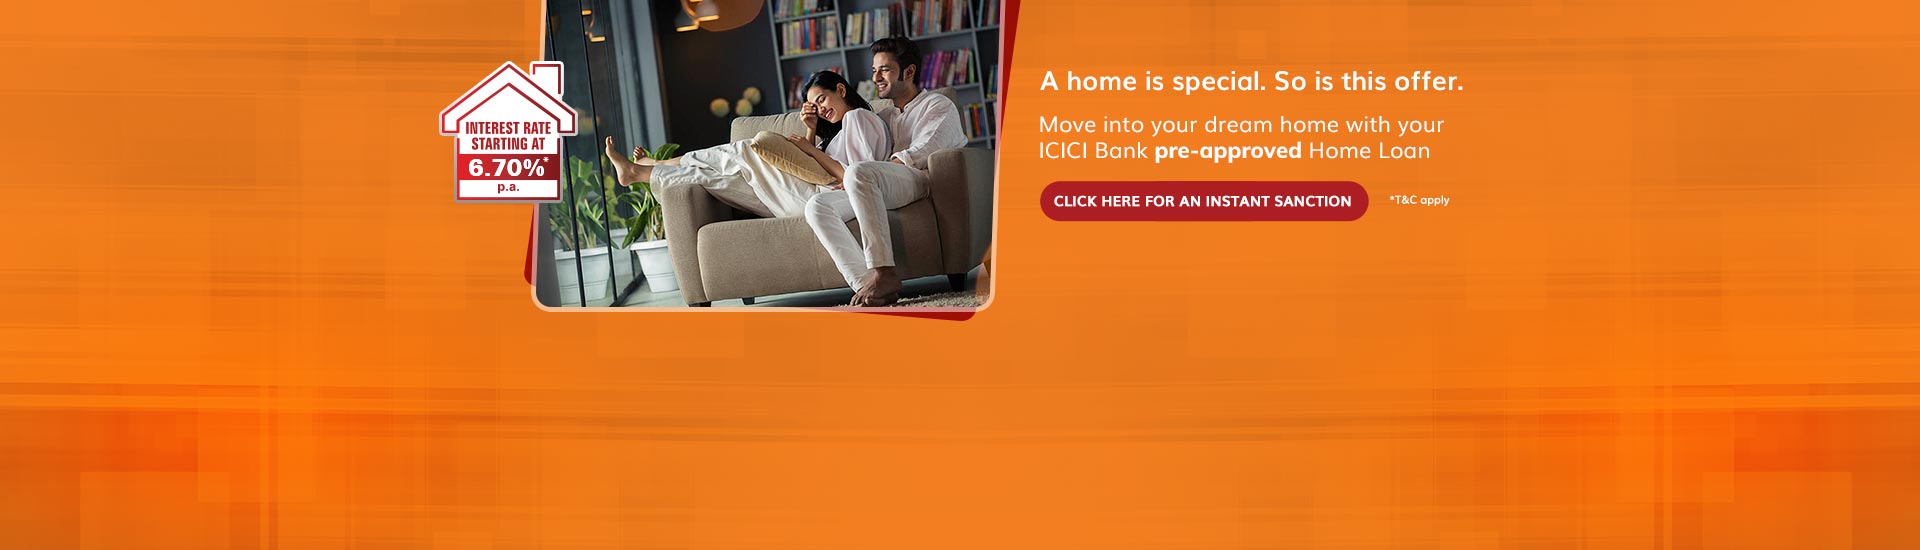 INTEREST RATE
STARTING AT
6.70%*
p.a.
A home is special. So is this offer.
Move into your dream home with your
ICICI Bank pre-approved Home Loan
CLICK HERE FOR AN INSTANT SANCTION
*T&C apply